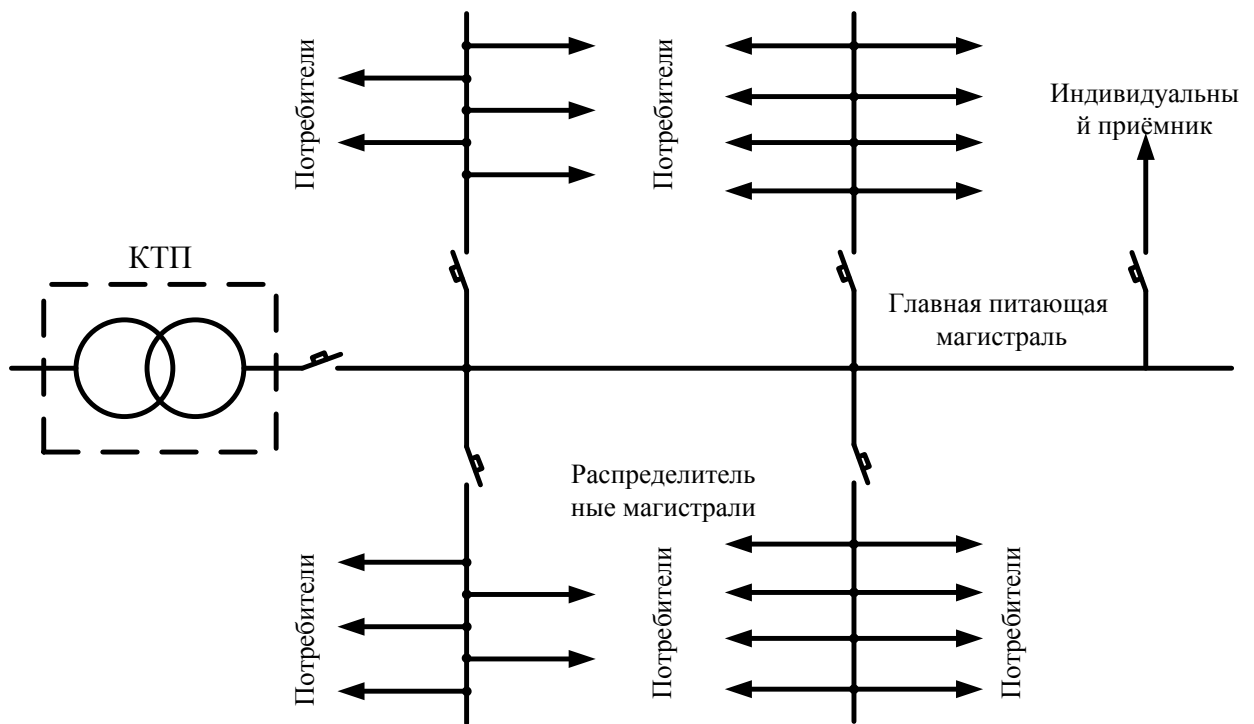 Потребители
Потребители
Индивидуальны
й приёмник
КТП
Главная питающая
магистраль
Распределитель
ные магистрали
Потребители
Потребители
Потребители